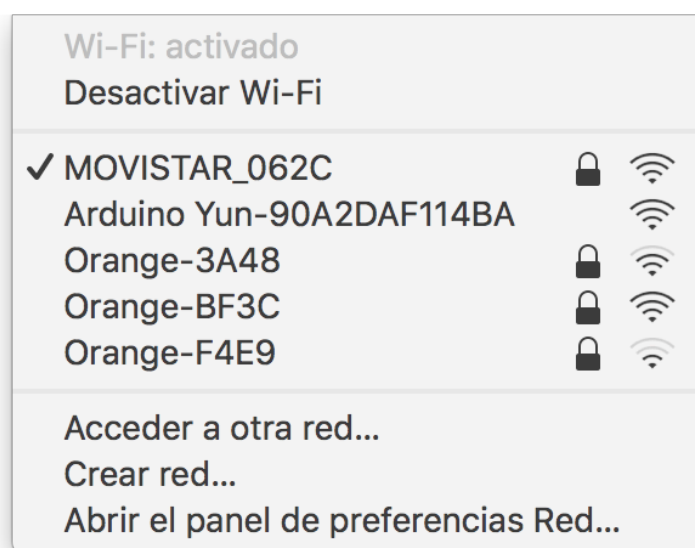 Wi-Fi: activado
Desactivar Wi-Fi
MOVISTAR_062C
Arduino Yun-90A2DAF114BA
Orange-3A48
Orange-BF3C
Orange-F4E9
Acceder a otra red...
Crear red...
Abrir el panel de preferencias Red...